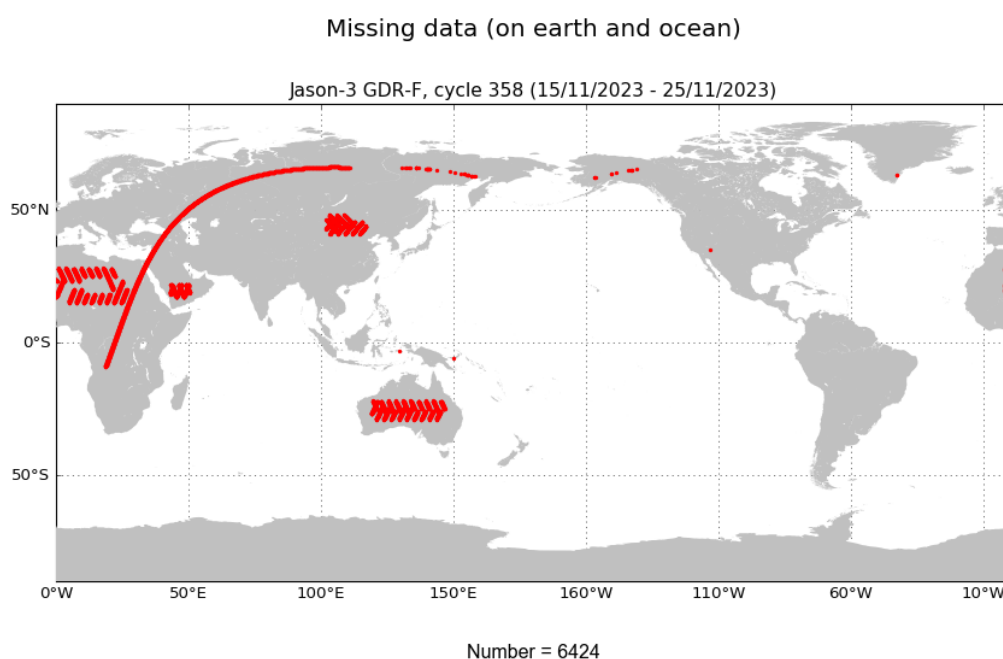 Missing data (on earth and ocean)
Jason-3 GDR-F, cycle 358 (15/11/2023 - 25/11/2023)
50°N
0°S
50°S
0°W 50°E 100°E 150°E 160°W 110°W 60°W 10°W
Number = 6424